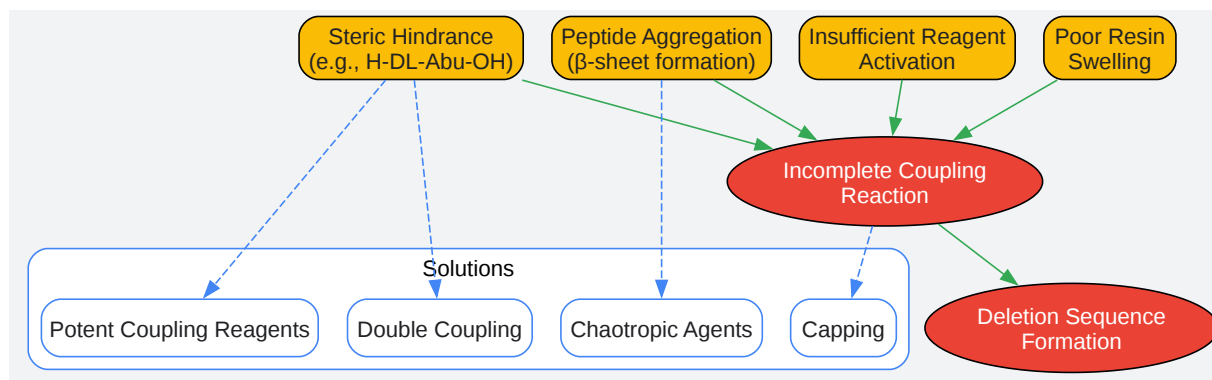 Steric Hindrance
(e.g., H-DL-Abu-OH)
Peptide Aggregation
(β-sheet formation)
Insufficient Reagent
Activation
Poor Resin
Swelling
Incomplete Coupling
Reaction
Solutions
Potent Coupling Reagents
Double Coupling
Chaotropic Agents
Capping
Deletion Sequence
Formation